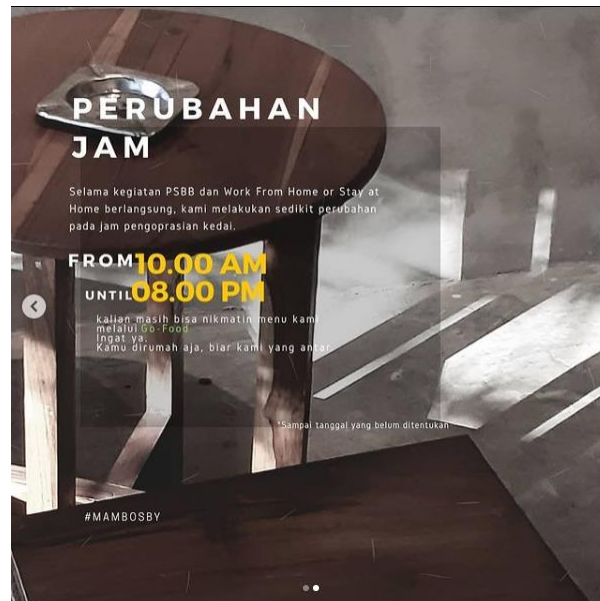 PERUBAHAN
JAM
Selama kegiatan PSBB dan Work From Home or Stay at
Home berlangsung, kami melakukan sedikit perubahan
pada jam pengoprasian kedai.
FROM 10.00 AM
UNTIL 08.00 PM
kalian masih bisa nikmatin menu kami
melalui Go-Food
Ingat ya.
Kamu dirumah aja, biar kami yang antar.
*Sampai tanggal yang belum ditentukan
#MAMBOSBY